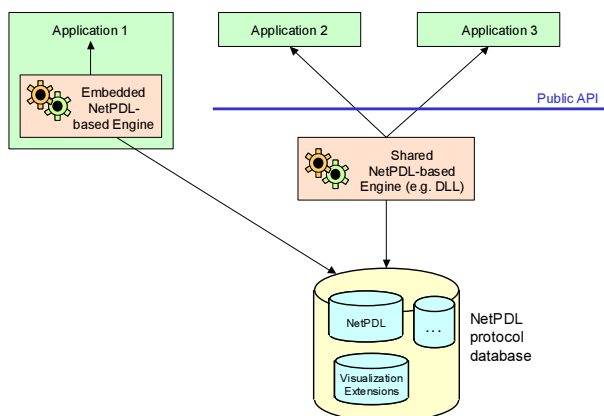 Application 1
Application 2
Application 3
Embedded
NetPDL-
based Engine
Public API
Shared
NetPDL-based
Engine (e.g. DLL)
NetPDL
...
Visualization
Extensions
NetPDL
protocol
database